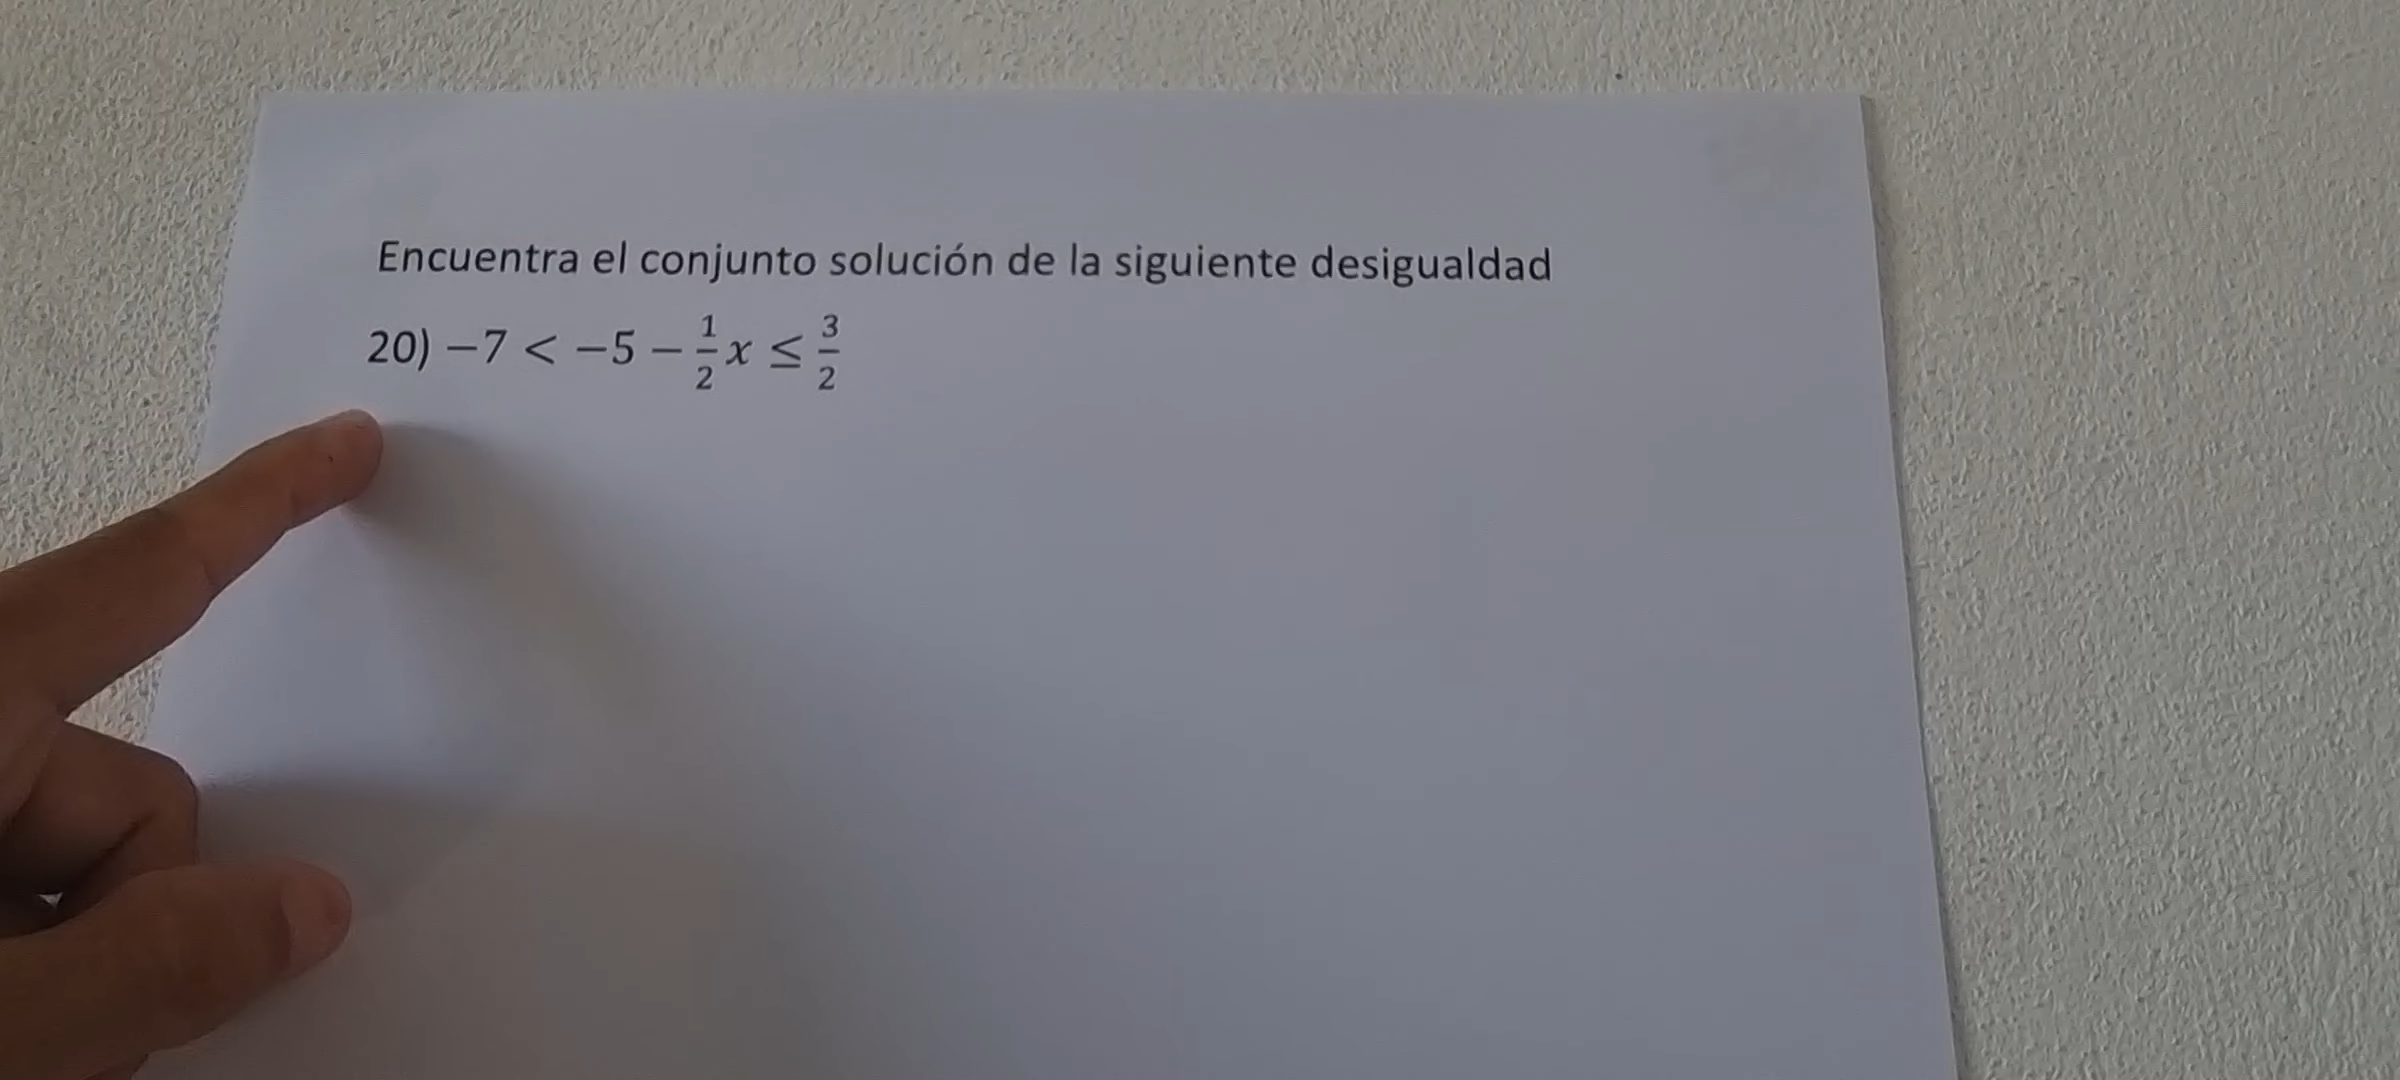 Encuentra el conjunto solución de la siguiente desigualdad
20) −7 < −5 − 1/2 x ≤ 3/2